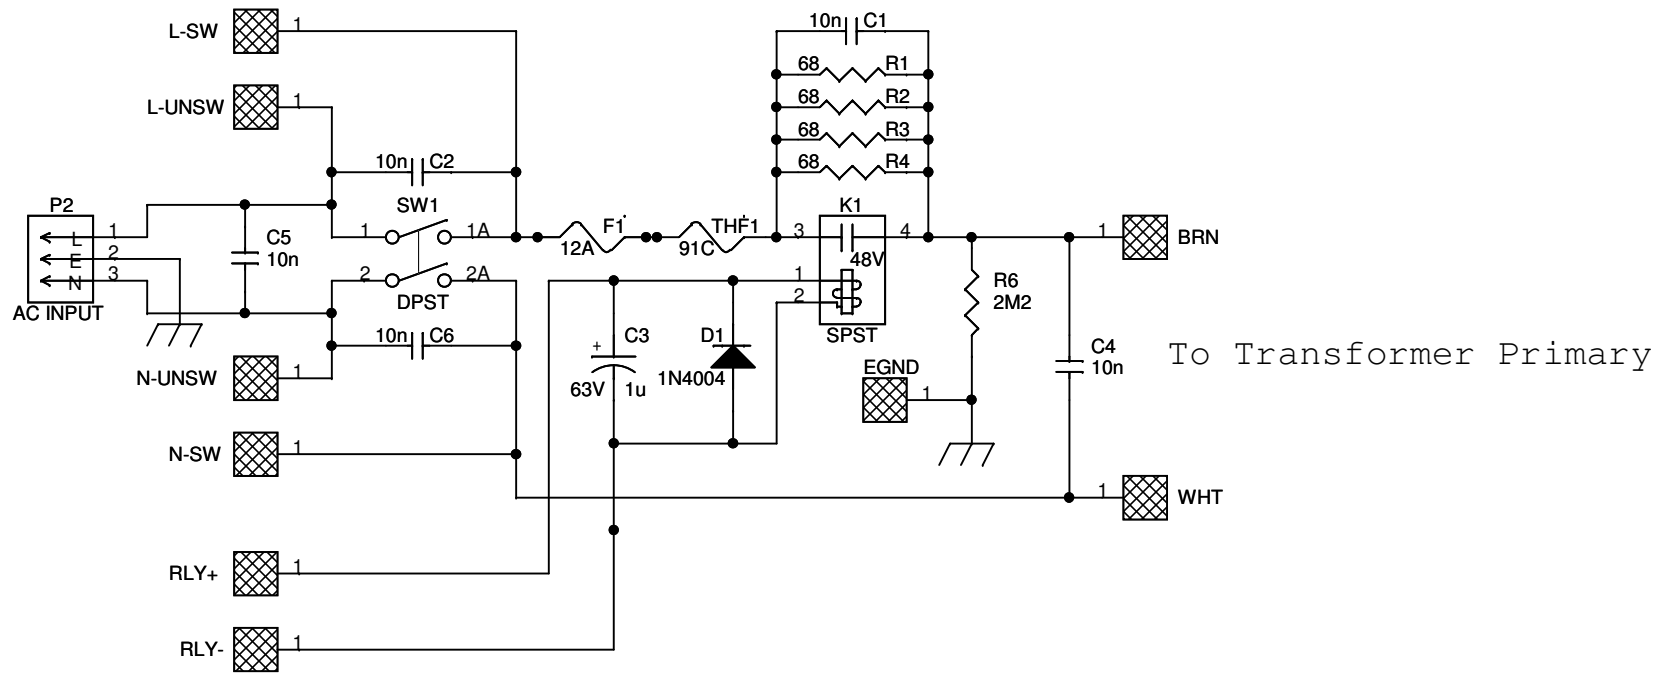 L-SW 1
10n C1
68 R1
L-UNSW 1
68 R2
68 R3
10n C2
68 R4
P2
SW1
K1
L 1
C5
1 1A
F1
THF1
3 4
1 BRN
E 2
10n
12A
91C
48V
N 3
2 2A
1
R6
AC INPUT
DPST
2
2M2
10n C6
C3
D1
SPST
+
C4
To Transformer Primary
N-UNSW 1
63V 1u
1N4004
EGND
10n
1
N-SW 1
1 WHT
RLY+ 1
RLY- 1